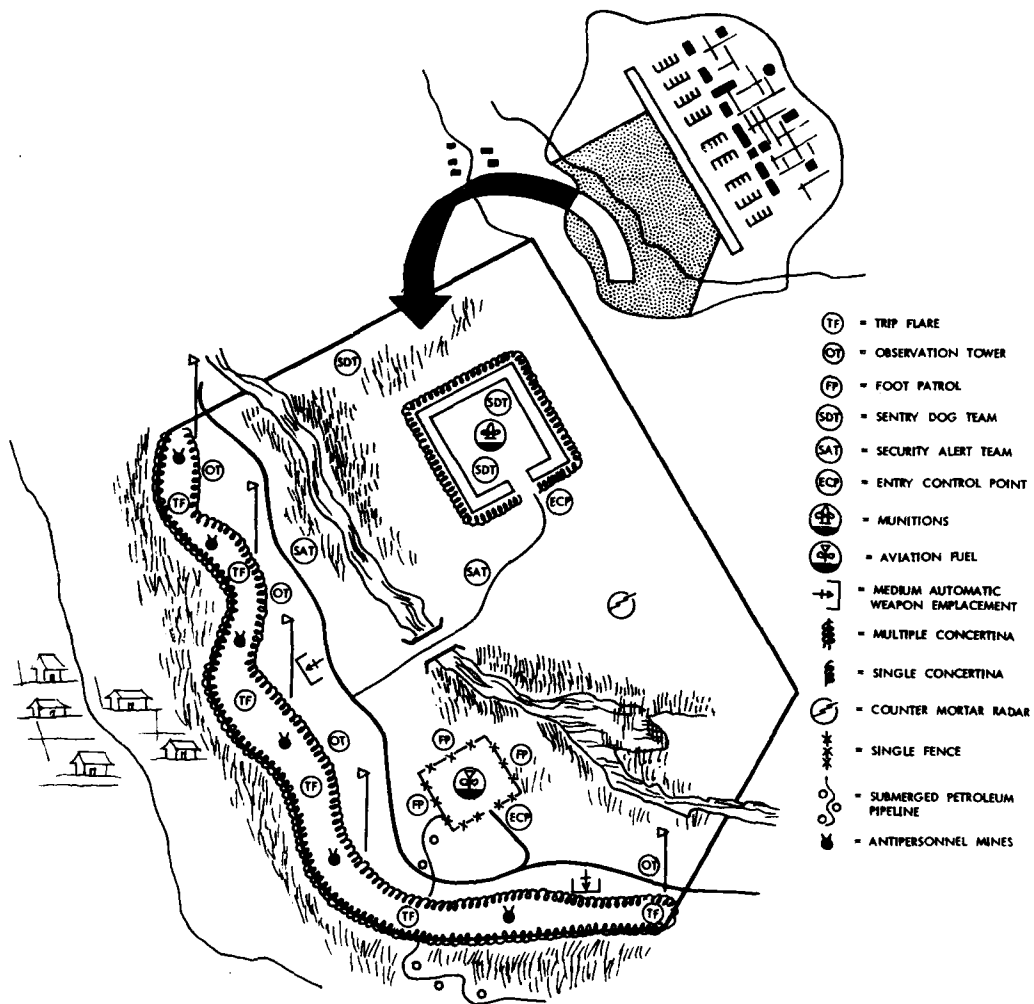 SDT
SDT
SDT
ECP
OT
TF
SAT
SAT
TF
OT
TF
OT
TF
FP
FP
FP
ECP
OT
TF
TF
TF = TRIP FLARE
OT = OBSERVATION TOWER
FP = FOOT PATROL
SDT = SENTRY DOG TEAM
SAT = SECURITY ALERT TEAM
ECP = ENTRY CONTROL POINT
= MUNITIONS
= AVIATION FUEL
= MEDIUM AUTOMATIC
WEAPON EMPLACEMENT
= MULTIPLE CONCERTINA
= SINGLE CONCERTINA
= COUNTER MORTAR RADAR
= SINGLE FENCE
= SUBMERGED PETROLEUM
PIPELINE
= ANTIPERSONNEL MINES